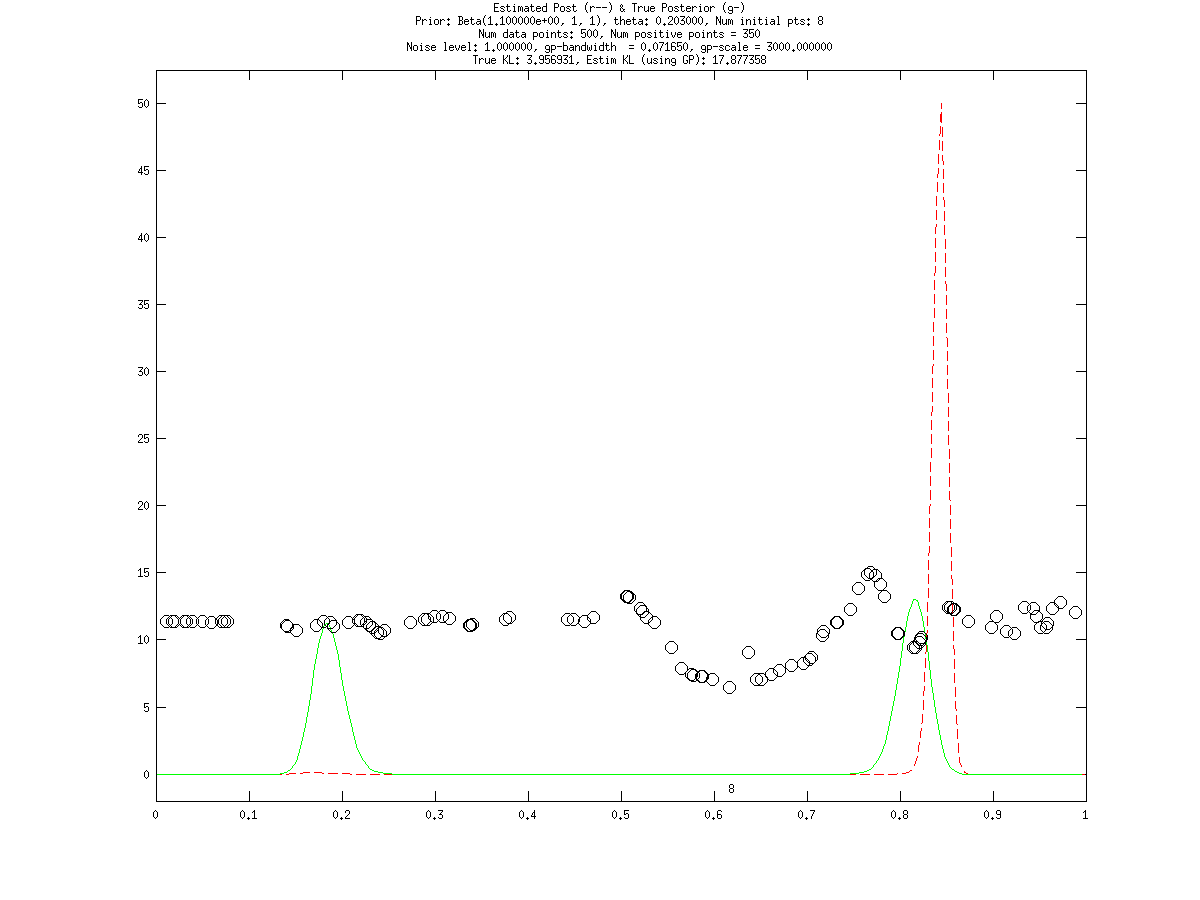 Estimated Post (r--) & True Posterior (g-)
Prior: Beta(1.100000e+00, 1, 1), theta: 0.203000, Num initial pts: 8
Num data points: 500, Num positive points = 350
Noise level: 1.000000, gp-bandwidth  = 0.071650, gp-scale = 3000.000000
True KL: 3.956931, Estim KL (using GP): 17.877358
50
45
40
35
30
25
20
15
10
5
0
8
0 0.1 0.2 0.3 0.4 0.5 0.6 0.7 0.8 0.9 1